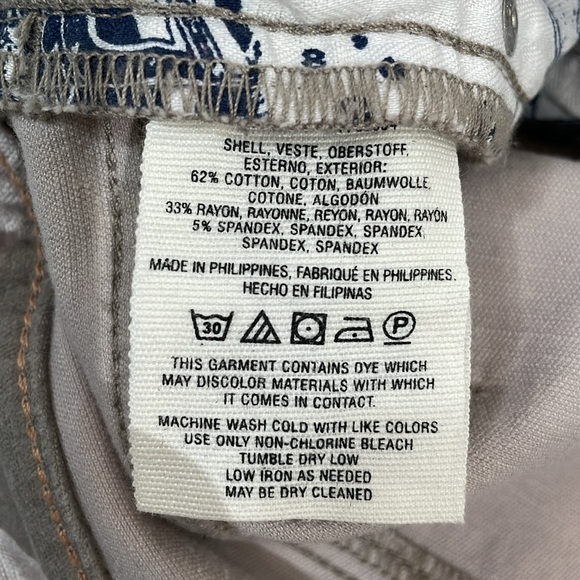 SHELL, VESTE, OBERSTOFF,
ESTERNO, EXTERIOR:
62% COTTON, COTON, BAUMWOLLE,
COTONE, ALGODÓN
33% RAYON, RAYONNE, REYON, RAYON, RAYÓN
5% SPANDEX, SPANDEX, SPANDEX,
SPANDEX, SPANDEX
MADE IN PHILIPPINES, FABRIQUÉ EN PHILIPPINES,
HECHO EN FILIPINAS
30 P
THIS GARMENT CONTAINS DYE WHICH
MAY DISCOLOR MATERIALS WITH WHICH
IT COMES IN CONTACT.
MACHINE WASH COLD WITH LIKE COLORS
USE ONLY NON-CHLORINE BLEACH
TUMBLE DRY LOW
LOW IRON AS NEEDED
MAY BE DRY CLEANED